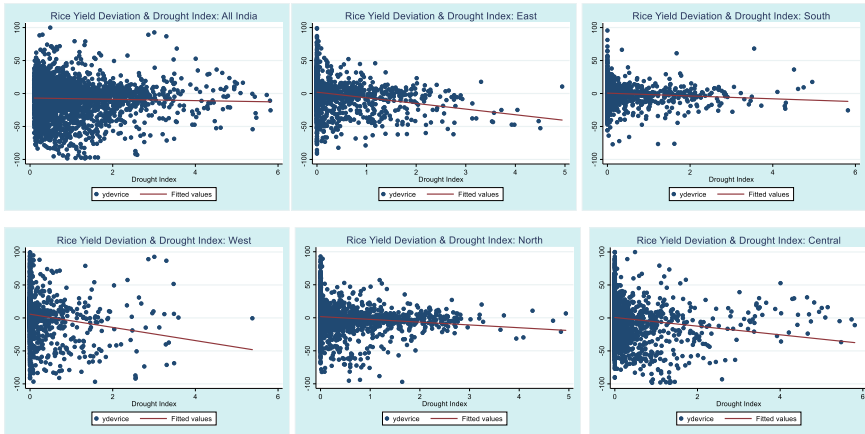 Rice Yield Deviation & Drought Index: All India
100
50
0
-50
-100
0 2 4 6
Drought Index
ydevrice Fitted values
Rice Yield Deviation & Drought Index: East
100
50
0
-50
-100
0 1 2 3 4 5
Drought Index
ydevrice Fitted values
Rice Yield Deviation & Drought Index: South
100
50
0
-50
-100
0 2 4 6
Drought Index
ydevrice Fitted values
Rice Yield Deviation & Drought Index: West
100
50
0
-50
-100
0 2 4 6
Drought Index
ydevrice Fitted values
Rice Yield Deviation & Drought Index: North
100
50
0
-50
-100
0 1 2 3 4 5
Drought Index
ydevrice Fitted values
Rice Yield Deviation & Drought Index: Central
100
50
0
-50
-100
0 2 4 6
Drought Index
ydevrice Fitted values